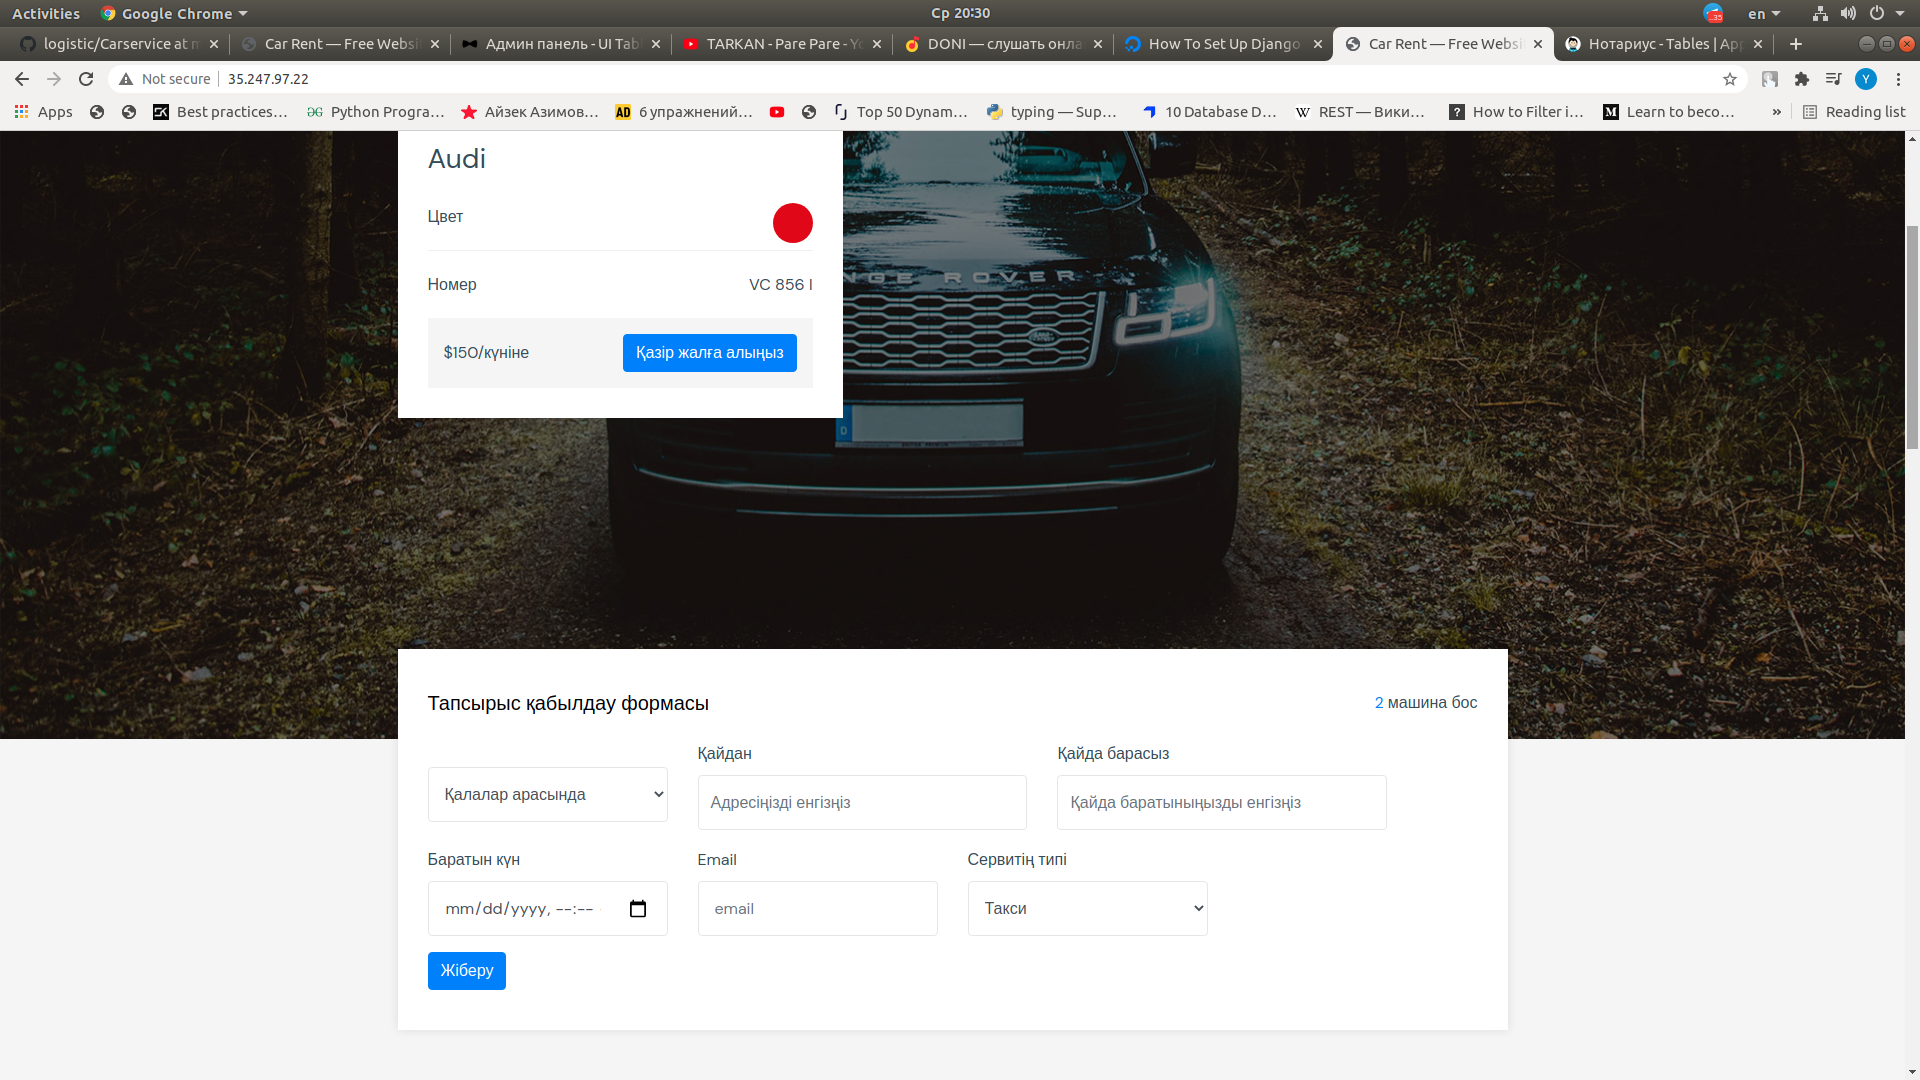 Activities Google Chrome Ср 20:30 35 en
logistic/Carservice at m Car Rent — Free Websi Админ панель - UI Tab TARKAN - Pare Pare - Yo DONI — слушать онла How To Set Up Django Car Rent — Free Websi Нотариус - Tables | App
Not secure 35.247.97.22 Y
Apps Best practices... Python Progra... Айзек Азимов... 6 упражнений... Top 50 Dynam... typing — Sup... 10 Database D... REST — Вики... How to Filter i... Learn to beco... » Reading list
Audi
Цвет
Номер VC 856 I
$150/күніне Қазір жалға алыңыз
NGE ROVER
D
Тапсырыс қабылдау формасы 2 машина бос
Қайдан Қайда барасыз
Қалалар арасында Адресіңізді енгізңіз Қайда баратыныңызды енгізңіз
Баратын күн Email Сервитің типі
mm/dd/yyyy, --:-- email Такси
Жіберу